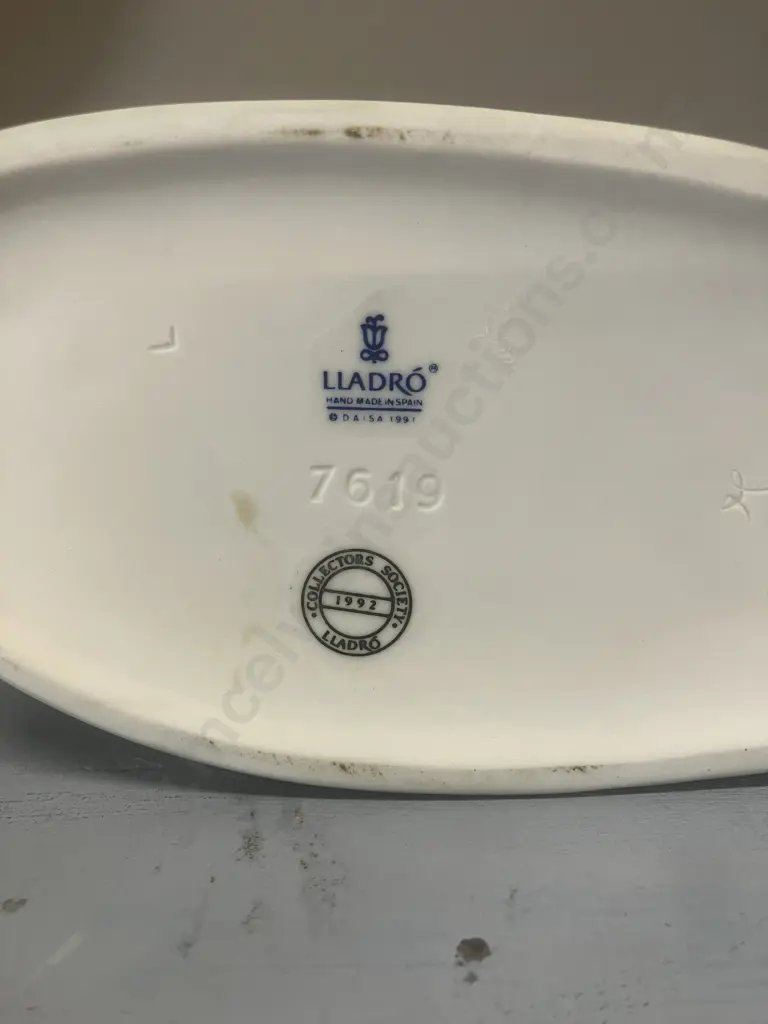 LLADRÓ®
HAND MADE IN SPAIN
© DAISA 1991
7619
L
COLLECTORS SOCIETY
1992
LLADRÓ